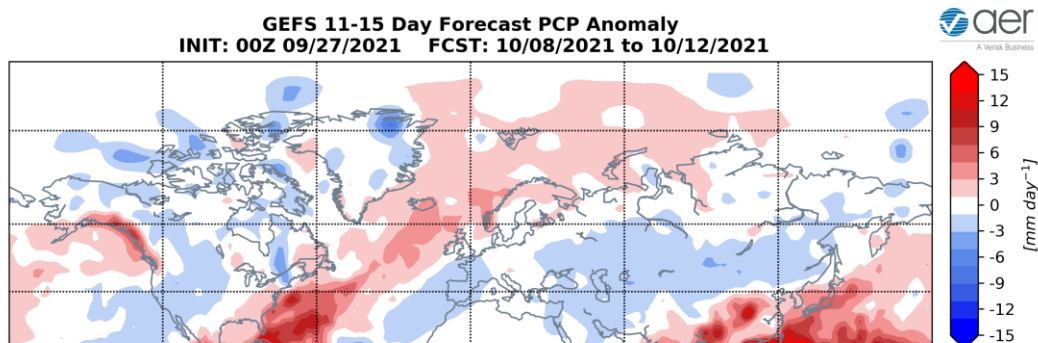 GEFS 11-15 Day Forecast PCP Anomaly
INIT: 00Z 09/27/2021 FCST: 10/08/2021 to 10/12/2021
aer
A Verisk Business
15
12
9
6
3
0
-3
-6
-9
-12
-15
[mm day⁻¹]